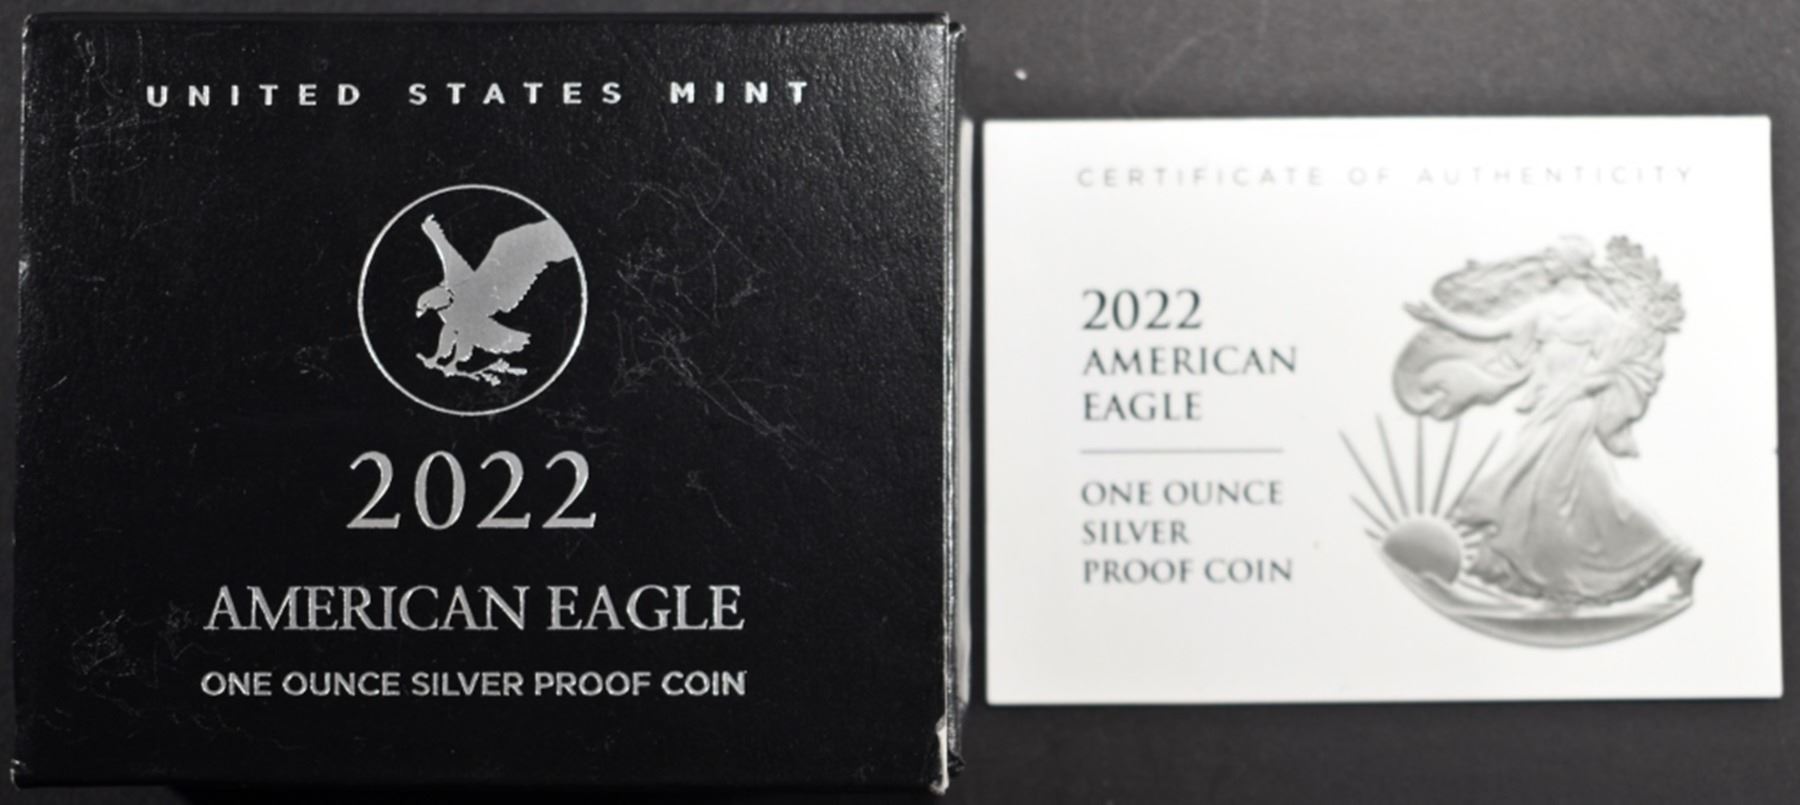 UNITED STATES MINT
2022
AMERICAN EAGLE
ONE OUNCE SILVER PROOF COIN
CERTIFICATE OF AUTHENTICITY
2022
AMERICAN
EAGLE
ONE OUNCE
SILVER
PROOF COIN